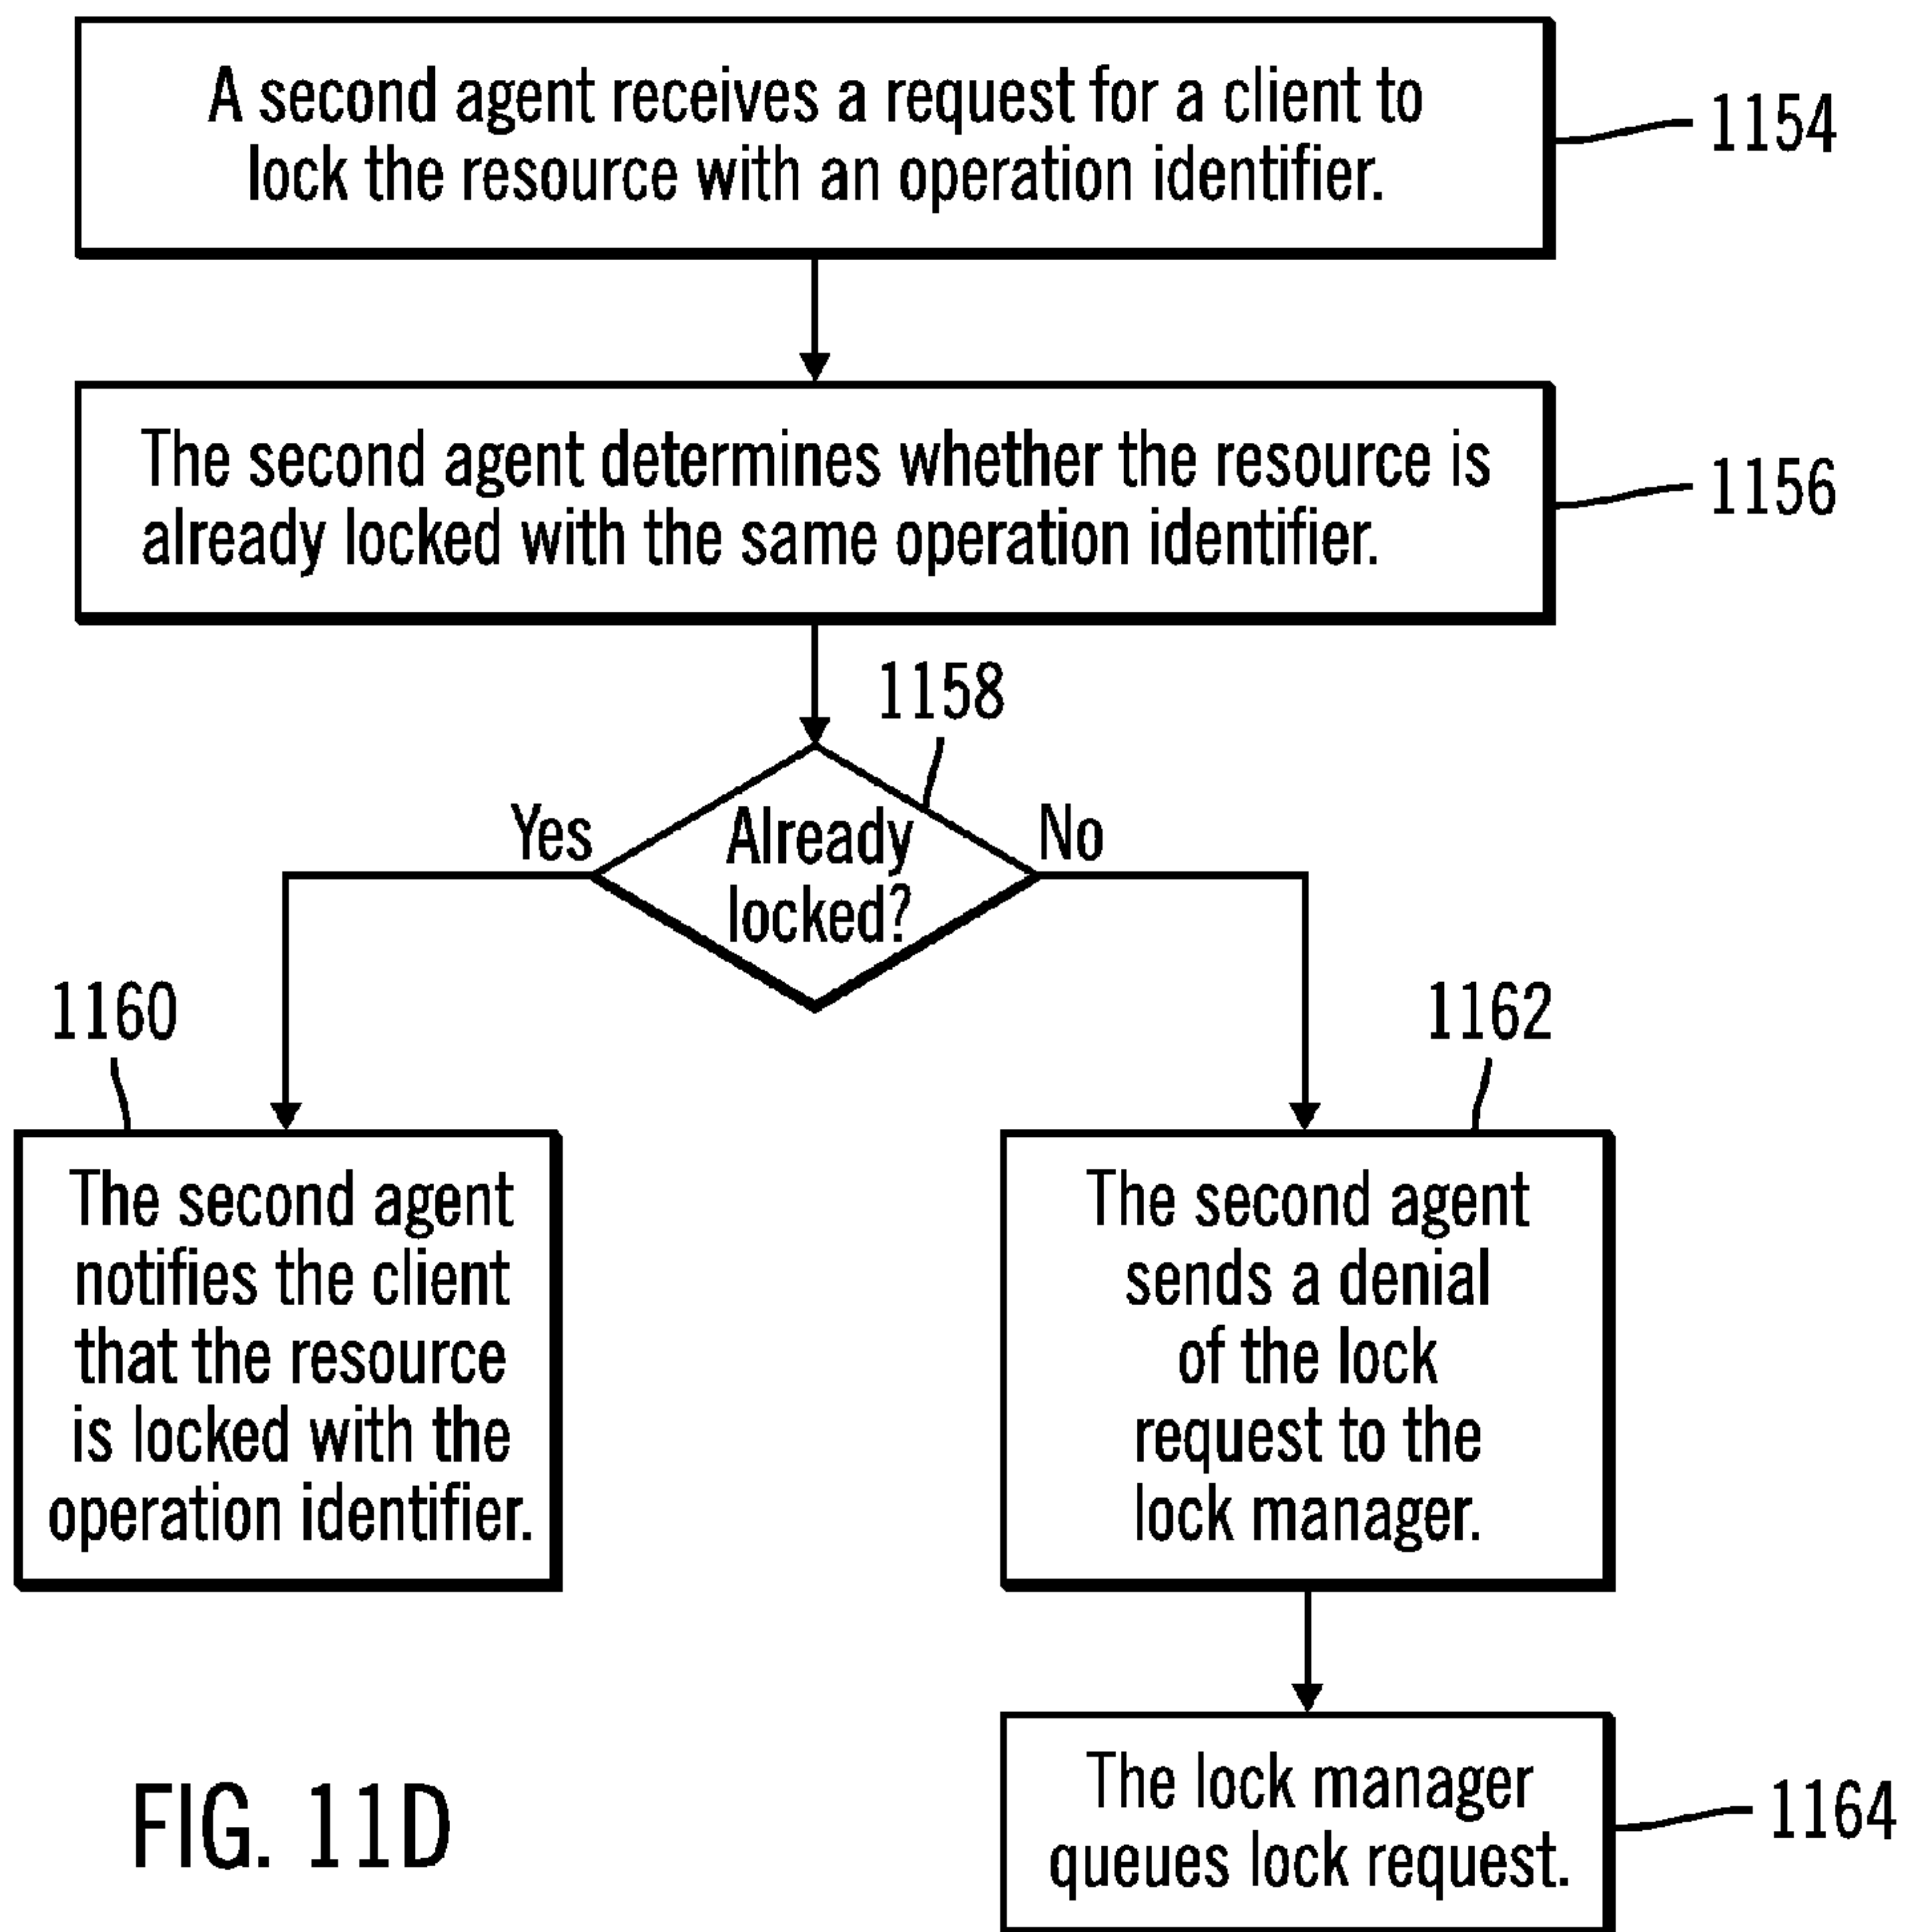 A second agent receives a request for a client to
lock the resource with an operation identifier.
1154
The second agent determines whether the resource is
already locked with the same operation identifier.
1156
1158
Yes
Already
locked?
No
1160
The second agent
notifies the client
that the resource
is locked with the
operation identifier.
1162
The second agent
sends a denial
of the lock
request to the
lock manager.
The lock manager
queues lock request.
1164
FIG. 11D